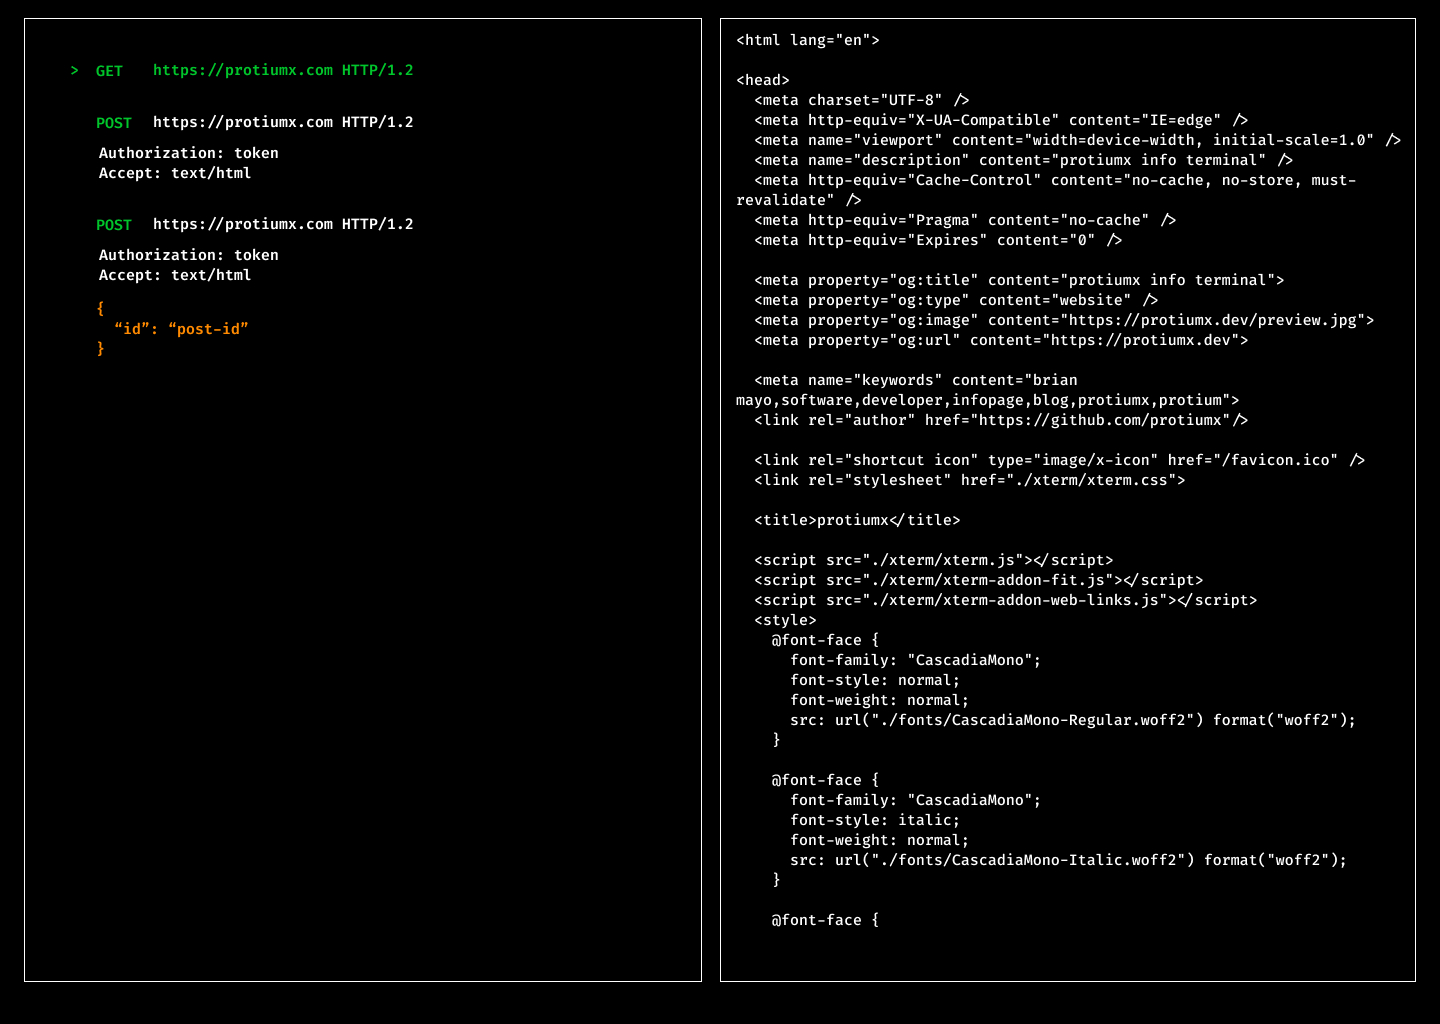 > GET https://protiumx.com HTTP/1.2
POST https://protiumx.com HTTP/1.2
Authorization: token
Accept: text/html
POST https://protiumx.com HTTP/1.2
Authorization: token
Accept: text/html
{
  “id”: “post-id”
}
<html lang="en">
<head>
  <meta charset="UTF-8" />
  <meta http-equiv="X-UA-Compatible" content="IE=edge" />
  <meta name="viewport" content="width=device-width, initial-scale=1.0" />
  <meta name="description" content="protiumx info terminal" />
  <meta http-equiv="Cache-Control" content="no-cache, no-store, must-
revalidate" />
  <meta http-equiv="Pragma" content="no-cache" />
  <meta http-equiv="Expires" content="0" />
  <meta property="og:title" content="protiumx info terminal">
  <meta property="og:type" content="website" />
  <meta property="og:image" content="https://protiumx.dev/preview.jpg">
  <meta property="og:url" content="https://protiumx.dev">
  <meta name="keywords" content="brian
mayo,software,developer,infopage,blog,protiumx,protium">
  <link rel="author" href="https://github.com/protiumx"/>
  <link rel="shortcut icon" type="image/x-icon" href="/favicon.ico" />
  <link rel="stylesheet" href="./xterm/xterm.css">
  <title>protiumx</title>
  <script src="./xterm/xterm.js"></script>
  <script src="./xterm/xterm-addon-fit.js"></script>
  <script src="./xterm/xterm-addon-web-links.js"></script>
  <style>
    @font-face {
      font-family: "CascadiaMono";
      font-style: normal;
      font-weight: normal;
      src: url("./fonts/CascadiaMono-Regular.woff2") format("woff2");
    }
    @font-face {
      font-family: "CascadiaMono";
      font-style: italic;
      font-weight: normal;
      src: url("./fonts/CascadiaMono-Italic.woff2") format("woff2");
    }
    @font-face {